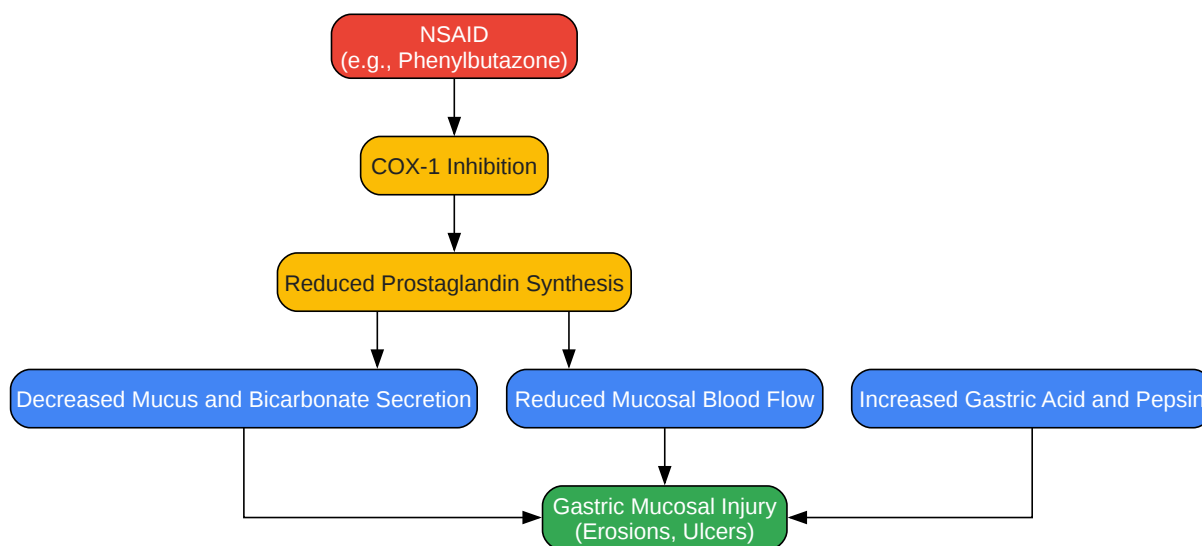 NSAID
(e.g., Phenylbutazone)
COX-1 Inhibition
Reduced Prostaglandin Synthesis
Decreased Mucus and Bicarbonate Secretion
Reduced Mucosal Blood Flow
Increased Gastric Acid and Pepsin
Gastric Mucosal Injury
(Erosions, Ulcers)